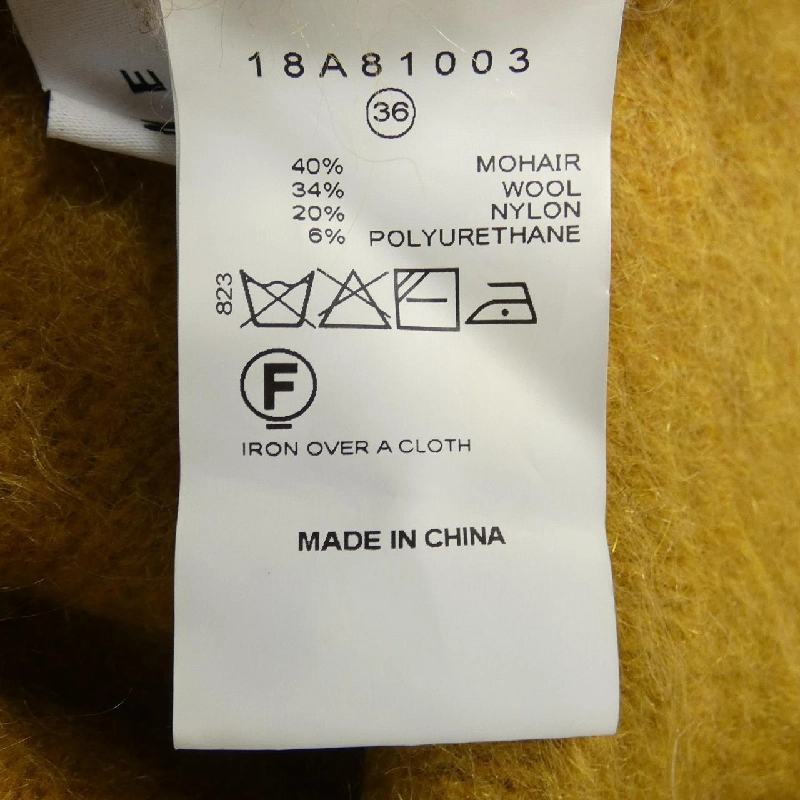 18A81003
36
40% MOHAIR
34% WOOL
20% NYLON
6% POLYURETHANE
823
F
IRON OVER A CLOTH
MADE IN CHINA